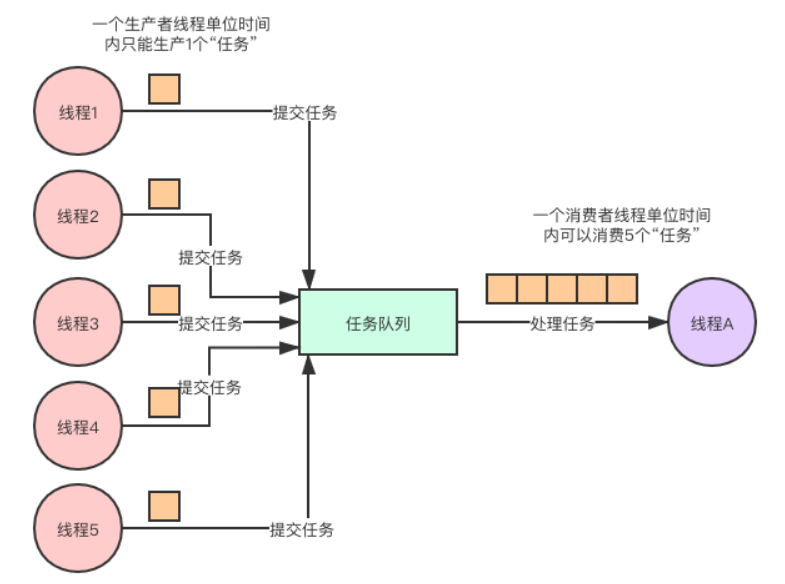 一个生产者线程单位时间
内只能生产1个“任务”
线程1
提交任务
线程2
提交任务
一个消费者线程单位时间
内可以消费5个“任务”
线程3
提交任务
任务队列
处理任务
线程A
提交任务
线程4
线程5
提交任务